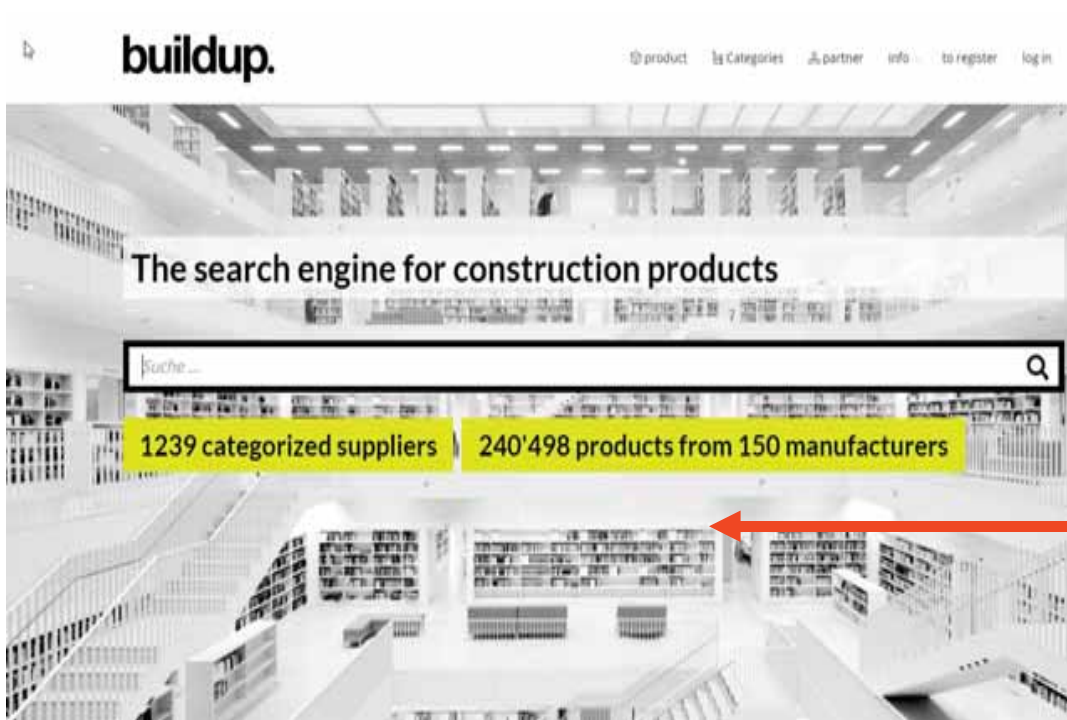 buildup.
product Categories partner info to register log in
The search engine for construction products
Suche ...
1239 categorized suppliers 240'498 products from 150 manufacturers